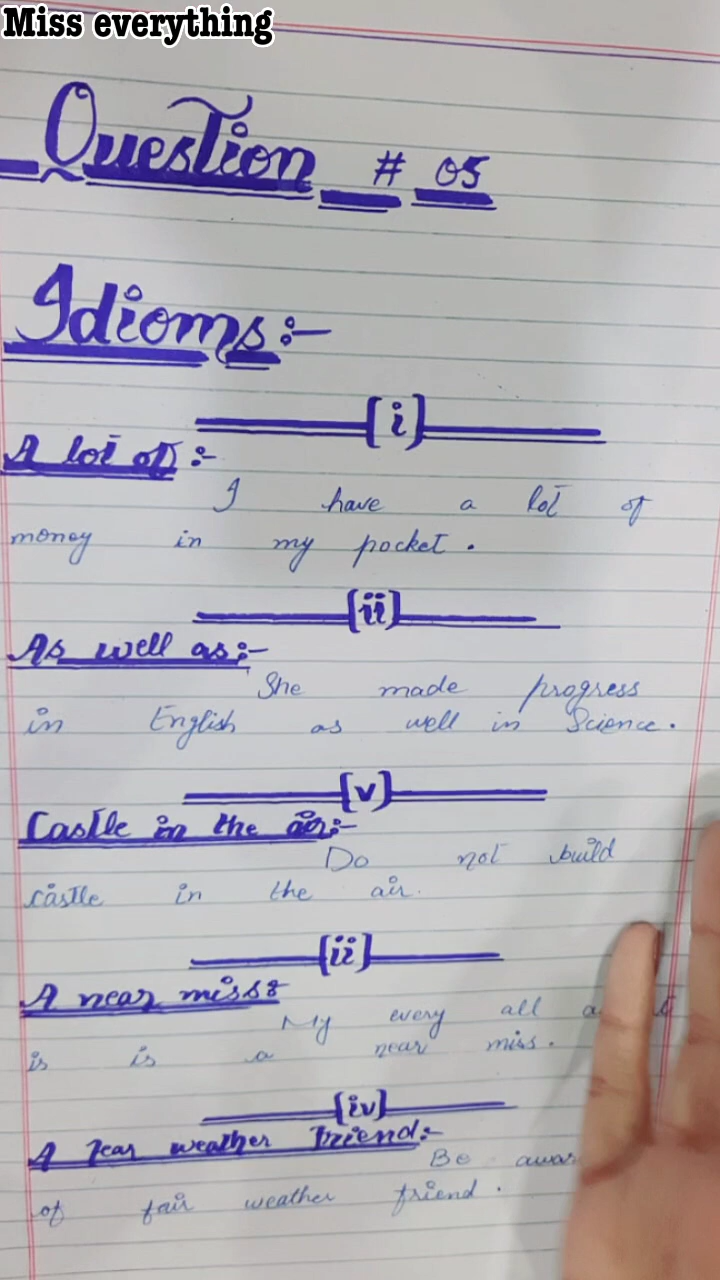 Miss everything
Question # 05
Idioms:-
[i]
A lot of:-
I have a lot of
money in my pocket.
[ii]
As well as:-
She made progress
in English as well in Science.
[v]
Castle in the air:-
Do not build
castle in the air.
[ii]
A near miss:
My every all
is is a near miss.
[iv]
A fear weather friend:-
Be
of fair weather friend.